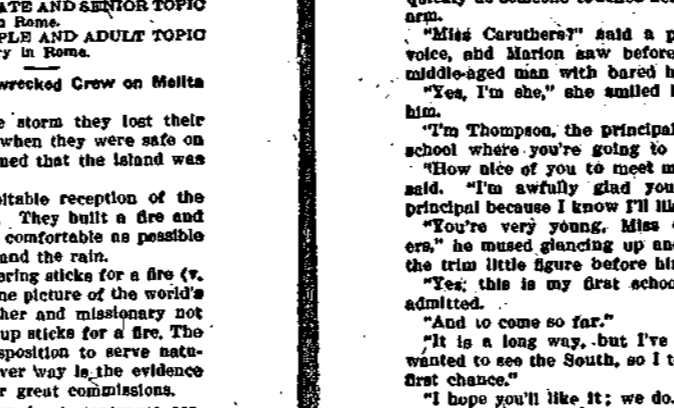 ATE AND SENIOR TOPIC
n Rome.
PLE AND ADULT TOPIC
ry in Rome.
wrecked Crew on Melita
e storm they lost their
when they were safe on
ned that the island was
itable reception of the
. They built a fire and
comfortable as possible
and the rain.
ering sticks for a fire (v.
ne picture of the world's
her and missionary not
up sticks for a fire. The
sposition to serve natu-
ver way is the evidence
r great commissions.
arm.
"Miss Caruthers?" said a p
voice, and Marion saw before
middle-aged man with bared h
"Yes, I'm she," she smiled
him.
"I'm Thompson, the principal
school where you're going to
"How nice of you to meet m
said. "I'm awfully glad you
principal because I know I'll li
"You're very young, Miss
ers," he mused glancing up an
the trim little figure before hi
"Yes; this is my first schoo
admitted.
"And to come so far."
"It is a long way, but I've
wanted to see the South, so I t
first chance."
"I hope you'll like it; we do.